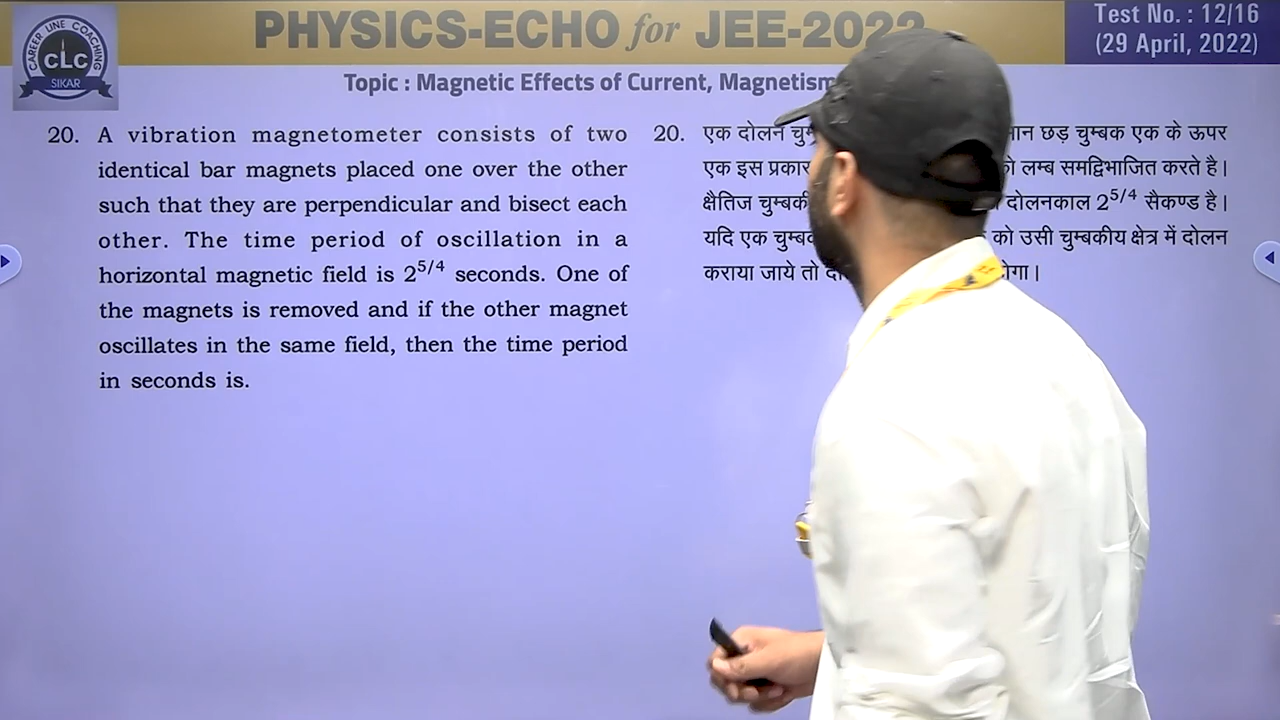 PHYSICS-ECHO for JEE-2022
Test No. : 12/16
(29 April, 2022)
CAREER LINE COACHING
CLC
SIKAR
Topic : Magnetic Effects of Current, Magnetism
20. A vibration magnetometer consists of two
identical bar magnets placed one over the other
such that they are perpendicular and bisect each
other. The time period of oscillation in a
horizontal magnetic field is 2^5/4 seconds. One of
the magnets is removed and if the other magnet
oscillates in the same field, then the time period
in seconds is.
20. एक दोलन छड़ चुम्बक एक के ऊपर
एक इस प्रकार लम्ब समद्विभाजित करते है।
क्षैतिज दोलनकाल 2^5/4 सैकण्ड है।
यदि एक को उसी चुम्बकीय क्षेत्र में दोलन
कराया जाये तो